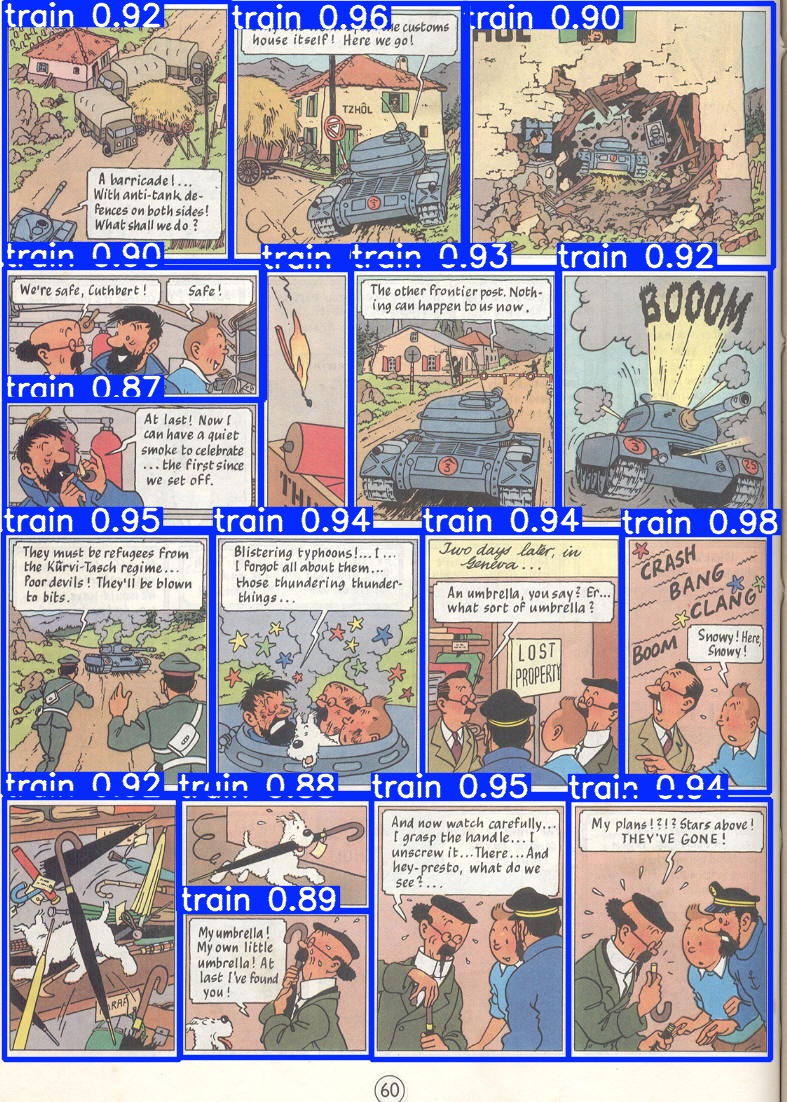 train 0.92
train 0.96
train 0.90
A barricade!...
With anti-tank de-
fences on both sides!
What shall we do?
the customs
house itself! Here we go!
TZHÔL
3
train 0.90
train
train 0.93
train 0.92
We're safe, Cuthbert!
Safe!
train 0.87
At last! Now I
can have a quiet
smoke to celebrate
...the first since
we set off.
The other frontier post. Noth-
ing can happen to us now.
3
BOOOM
3
train 0.95
train 0.94
train 0.94
train 0.98
They must be refugees from
the Kûrvi-Tasch regime...
Poor devils! They'll be blown
to bits.
Blistering typhoons!...I...
I forgot all about them...
those thundering thunder-
things...
Two days later, in
Geneva...
An umbrella, you say? Er...
what sort of umbrella?
LOST
PROPERTY
CRASH
BANG
CLANG
BOOM
Snowy! Here,
Snowy!
train 0.92
train 0.88
train 0.95
train 0.94
train 0.89
My umbrella!
My own little
umbrella! At
last I've found
you!
And now watch carefully...
I grasp the handle...I
unscrew it...There...And
hey-presto, what do we
see?...
My plans!?!? Stars above!
THEY'VE GONE!
60